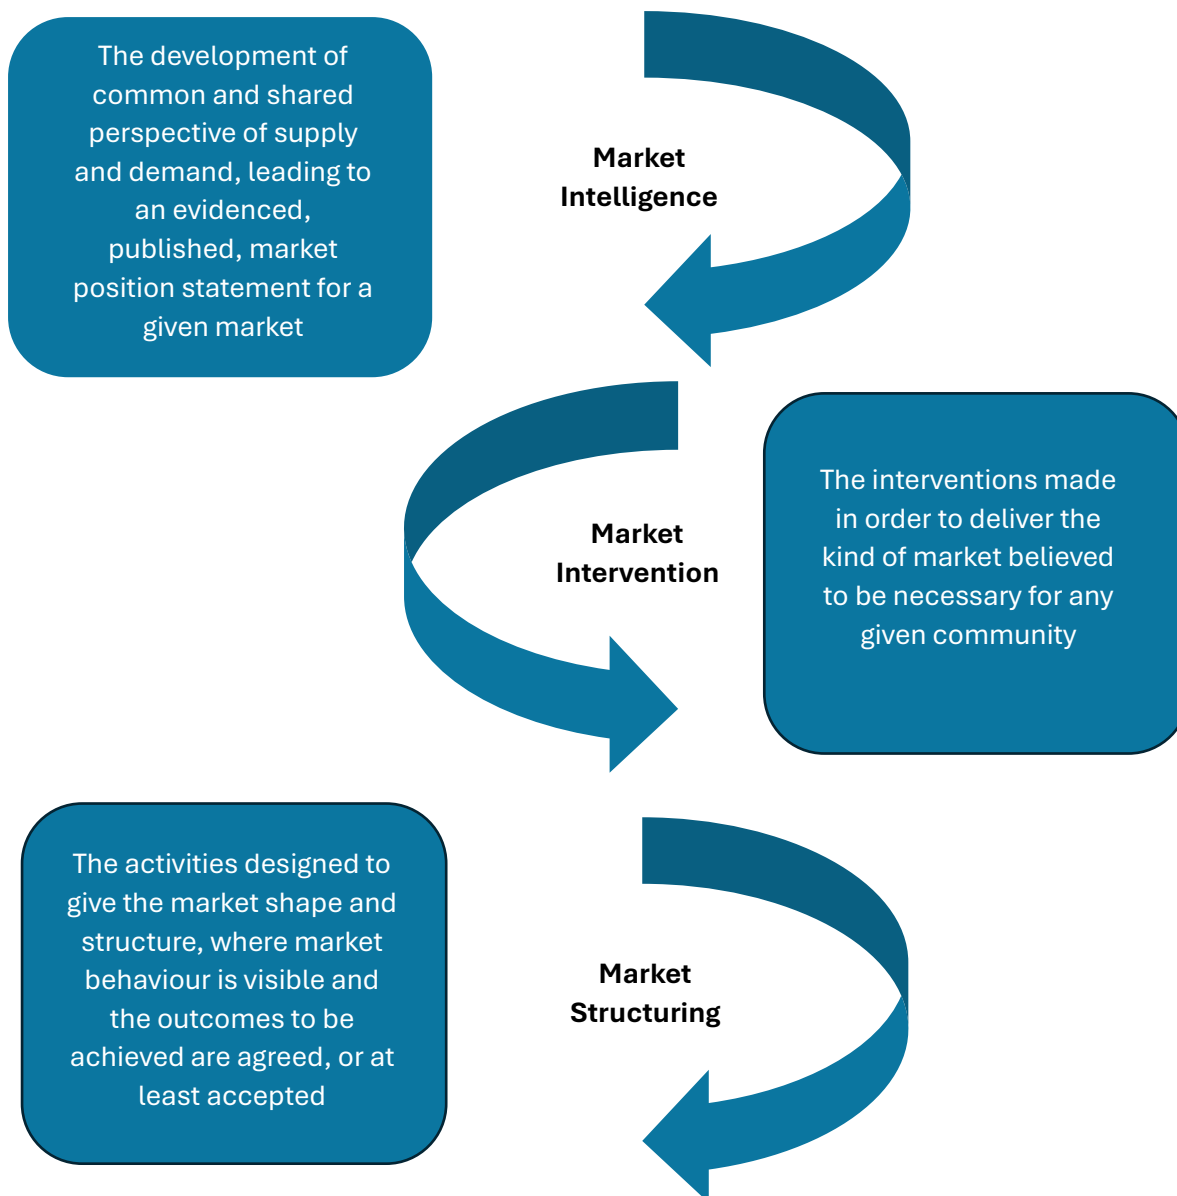 The development of
common and shared
perspective of supply
and demand, leading to
an evidenced,
published, market
position statement for a
given market
Market
Intelligence
Market
Intervention
The interventions made
in order to deliver the
kind of market believed
to be necessary for any
given community
The activities designed to
give the market shape and
structure, where market
behaviour is visible and
the outcomes to be
achieved are agreed, or at
least accepted
Market
Structuring